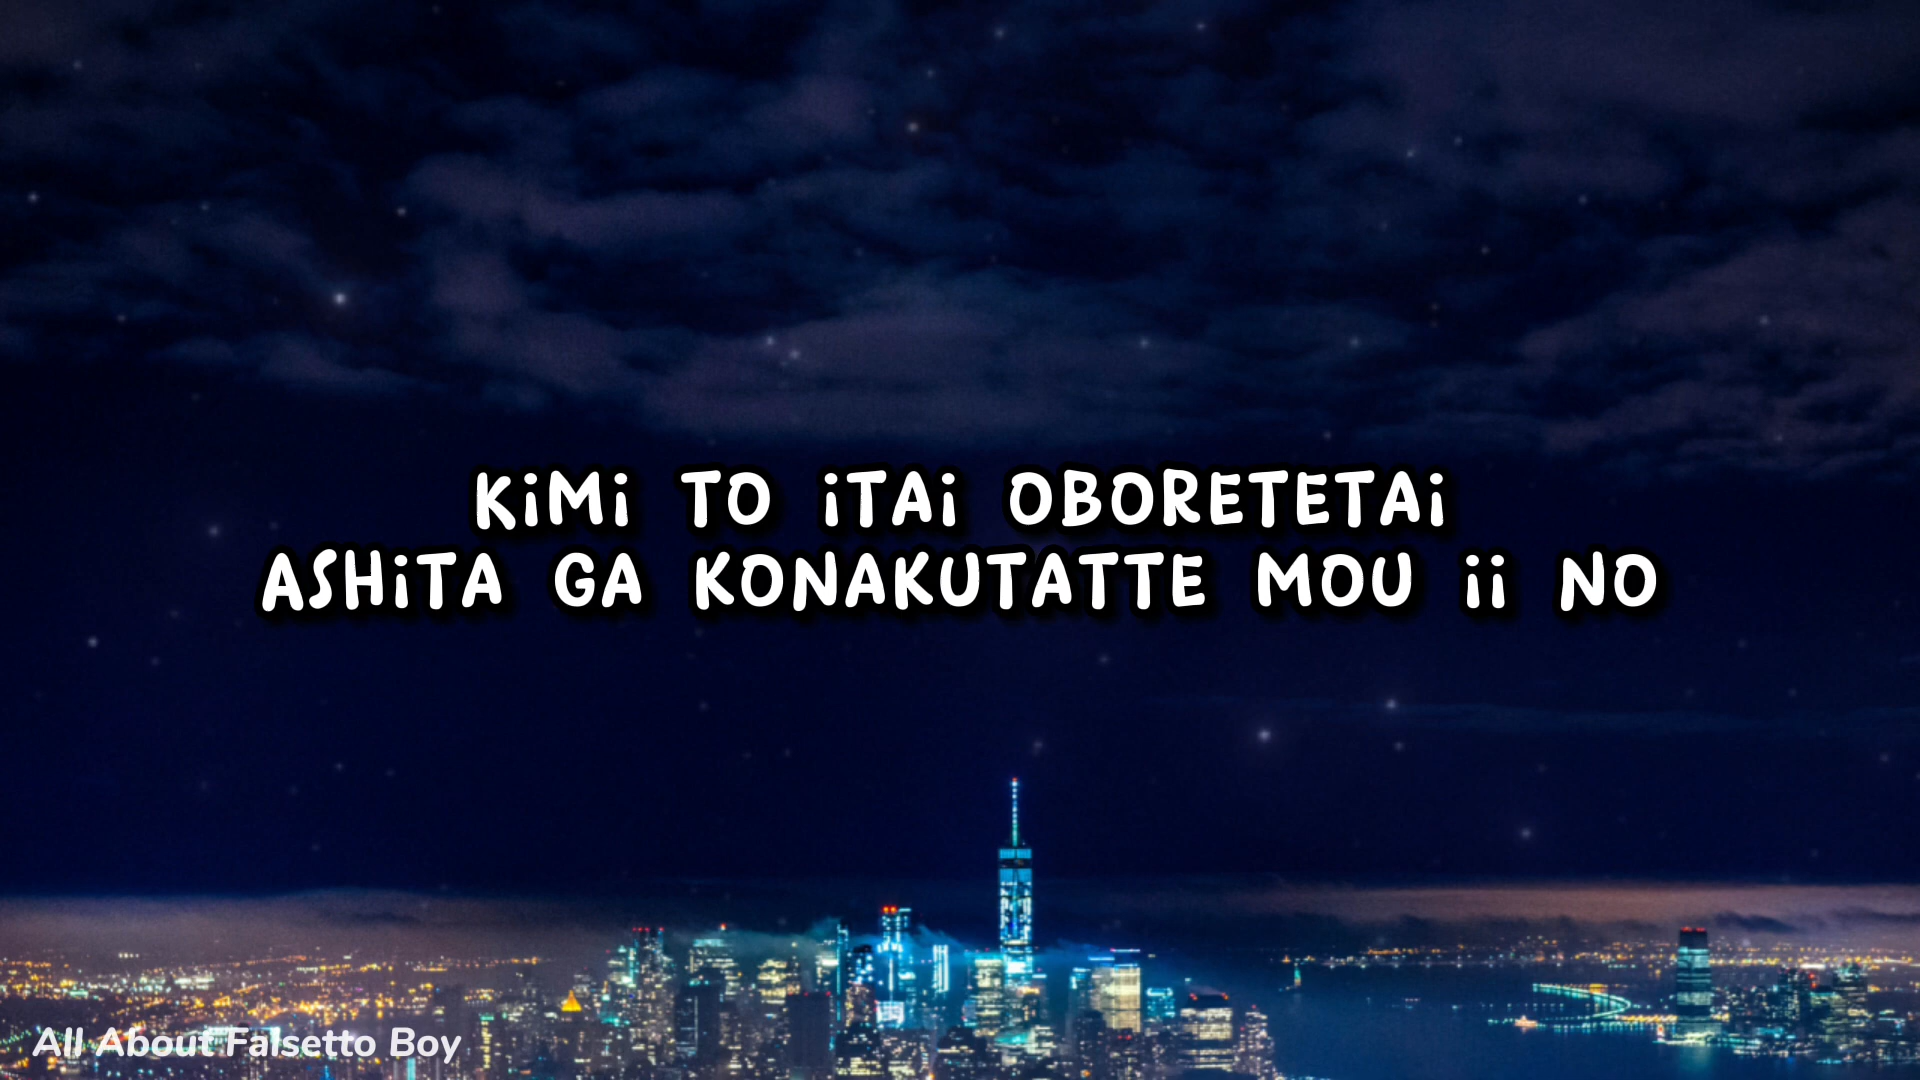 KiMi TO iTAi OBORETETAi
ASHiTA GA KONAKUTATTE MOU ii NO
All About Falsetto Boy